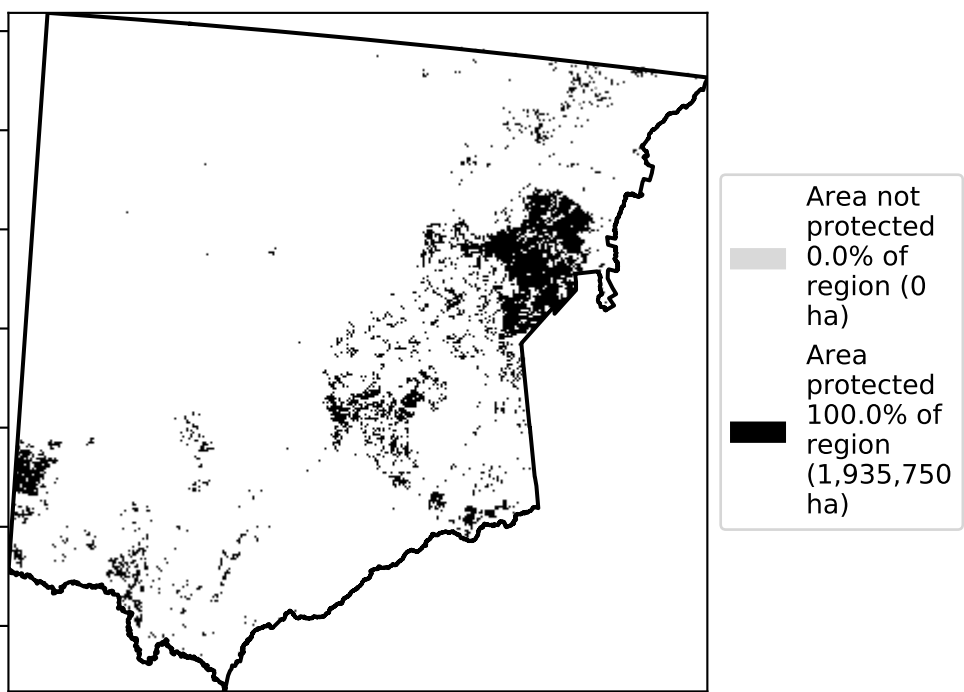 Area not
protected
0.0% of
region (0
ha)
Area
protected
100.0% of
region
(1,935,750
ha)